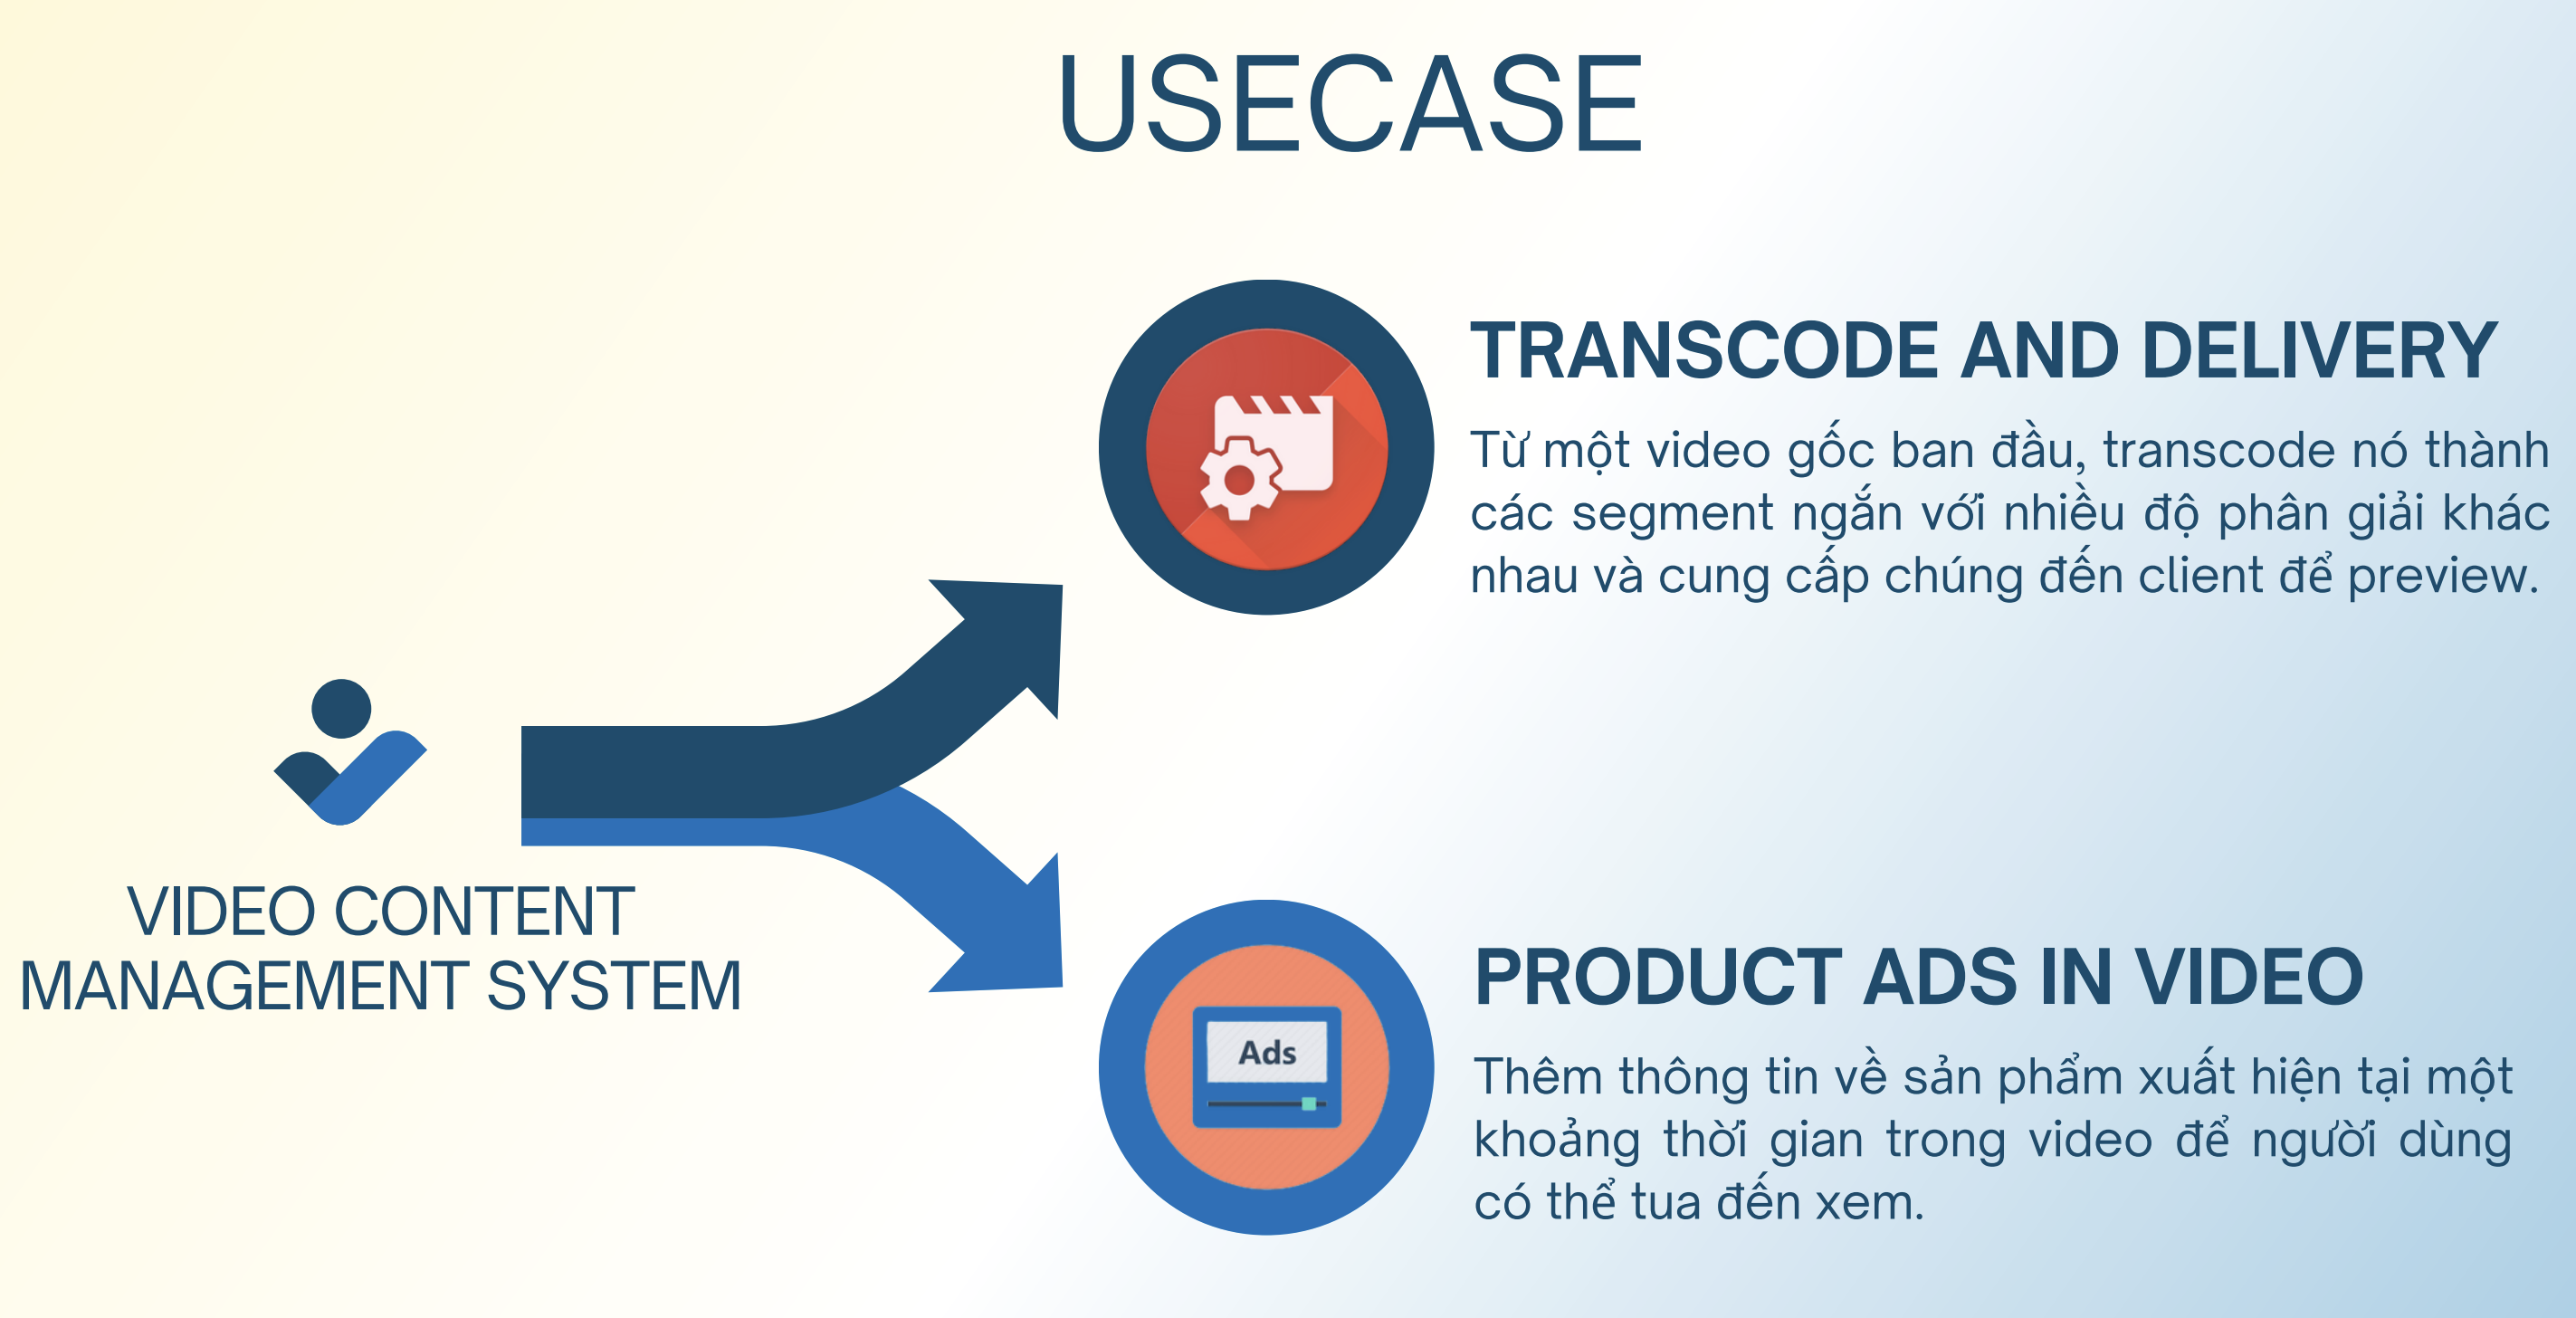 USECASE
TRANSCODE AND DELIVERY
Từ một video gốc ban đầu, transcode nó thành
các segment ngắn với nhiều độ phân giải khác
nhau và cung cấp chúng đến client để preview.
VIDEO CONTENT
MANAGEMENT SYSTEM
PRODUCT ADS IN VIDEO
Ads
Thêm thông tin về sản phẩm xuất hiện tại một
khoảng thời gian trong video để người dùng
có thể tua đến xem.